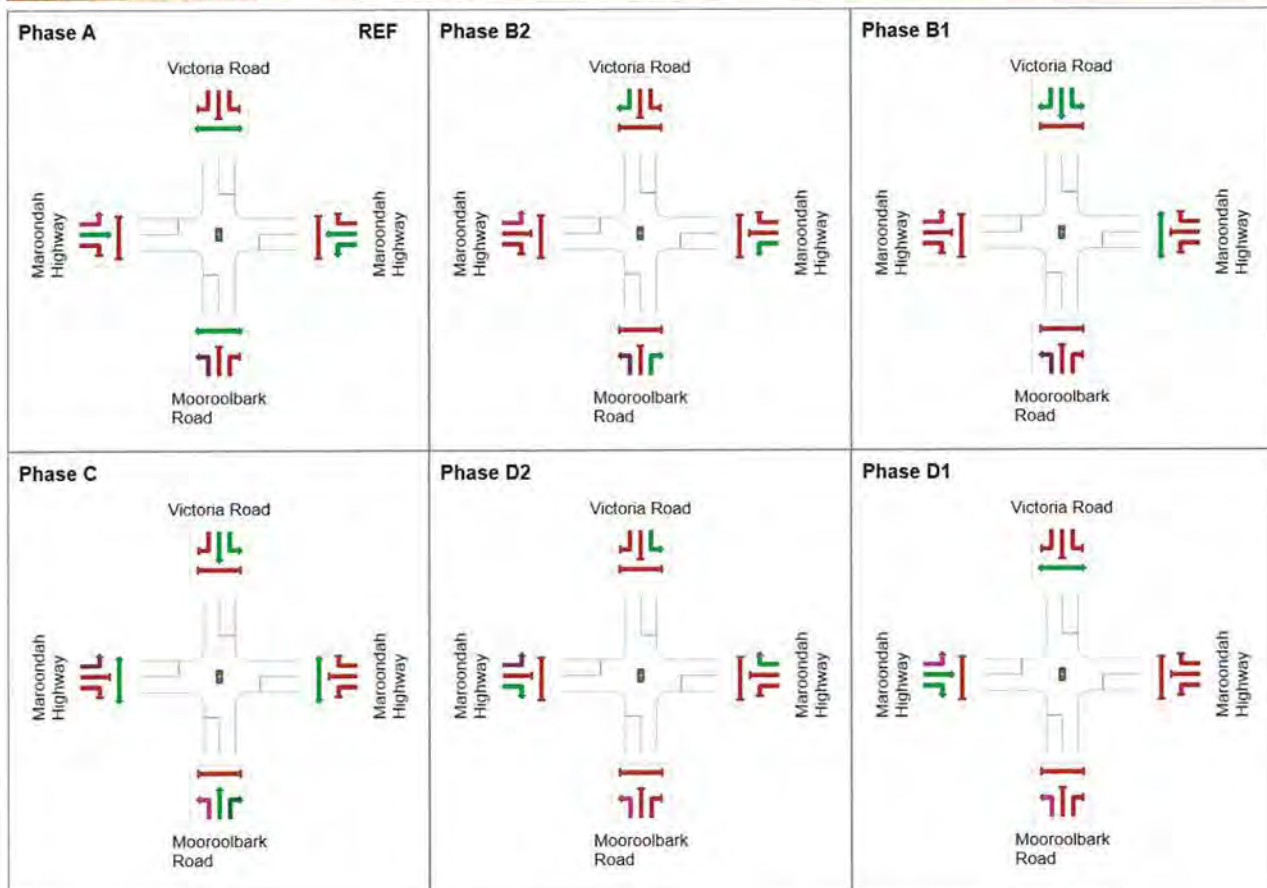 Phase A
REF
Victoria Road
Maroondah
Highway
Maroondah
Highway
Mooroolbark
Road
Phase B2
Victoria Road
Maroondah
Highway
Maroondah
Highway
Mooroolbark
Road
Phase B1
Victoria Road
Maroondah
Highway
Maroondah
Highway
Mooroolbark
Road
Phase C
Victoria Road
Maroondah
Highway
Maroondah
Highway
Mooroolbark
Road
Phase D2
Victoria Road
Maroondah
Highway
Maroondah
Highway
Mooroolbark
Road
Phase D1
Victoria Road
Maroondah
Highway
Maroondah
Highway
Mooroolbark
Road